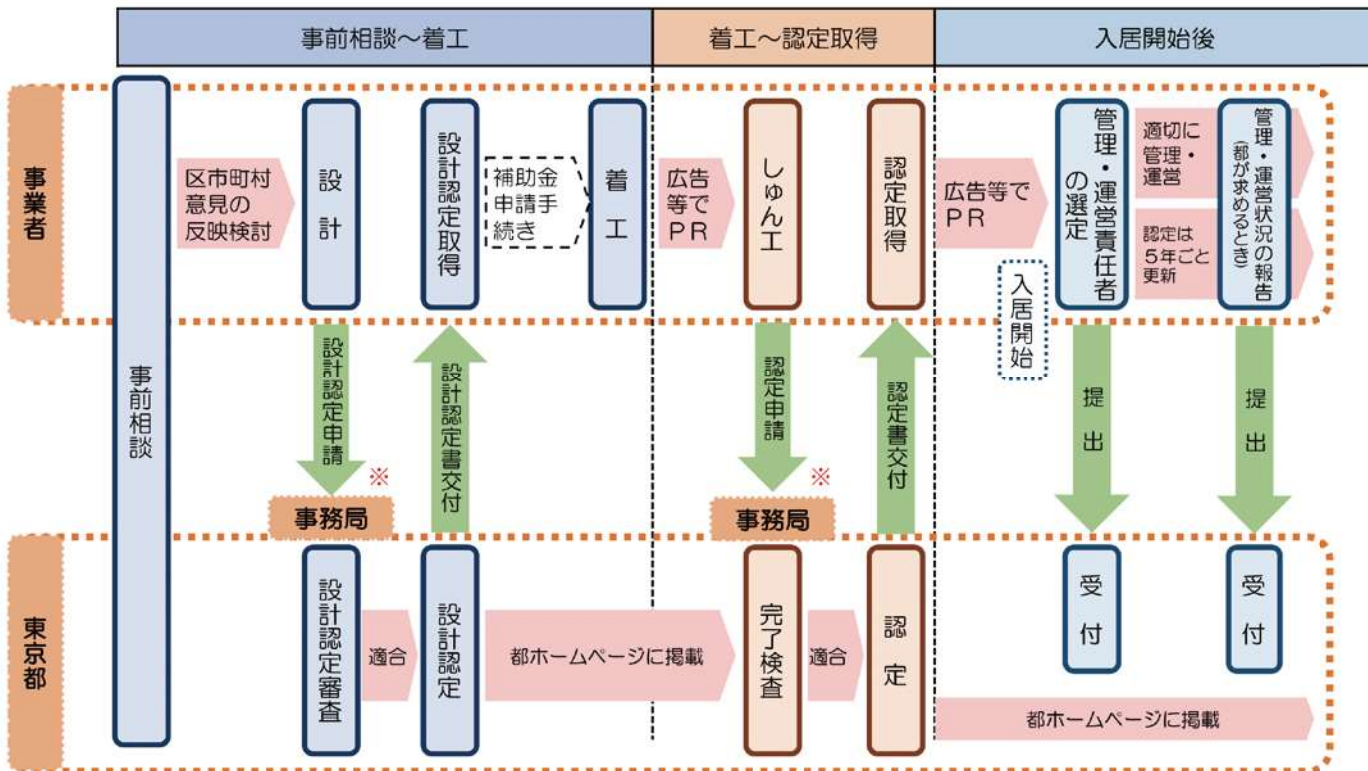 事前相談～着工
着工～認定取得
入居開始後
事業者
事前相談
区市町村
意見の
反映検討
設計
設計認定取得
補助金
申請手
続き
着工
広告
等で
ＰＲ
しゅん工
認定取得
広告等で
ＰＲ
入居開始
管理・運営責任者
の選定
適切に
管理・
運営
認定は
５年ごと
更新
管理・運営状況の報告
(都が求めるとき)
設計認定申請
※
設計認定書交付
認定申請
※
認定書交付
提出
提出
事務局
事務局
東京都
設計認定審査
適合
設計認定
都ホームページに掲載
完了検査
適合
認定
受付
受付
都ホームページに掲載